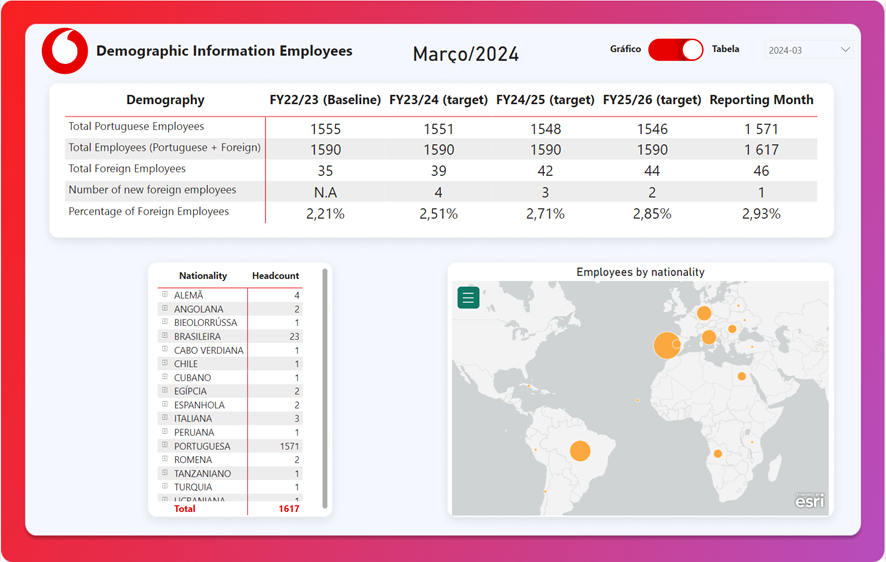 Demographic Information Employees
Março/2024
Gráfico Tabela
2024-03
Demography FY22/23 (Baseline) FY23/24 (target) FY24/25 (target) FY25/26 (target) Reporting Month
Total Portuguese Employees 1555 1551 1548 1546 1 571
Total Employees (Portuguese + Foreign) 1590 1590 1590 1590 1 617
Total Foreign Employees 35 39 42 44 46
Number of new foreign employees N.A 4 3 2 1
Percentage of Foreign Employees 2,21% 2,51% 2,71% 2,85% 2,93%
Nationality Headcount
ALEMÃ 4
ANGOLANA 2
BIEOLORRÚSSA 1
BRASILEIRA 23
CABO VERDIANA 1
CHILE 1
CUBANO 1
EGÍPCIA 2
ESPANHOLA 2
ITALIANA 3
PERUANA 1
PORTUGUESA 1571
ROMENA 2
TANZANIANO 1
TURQUIA 1
UCRANIANA 1
Total 1617
Employees by nationality
esri